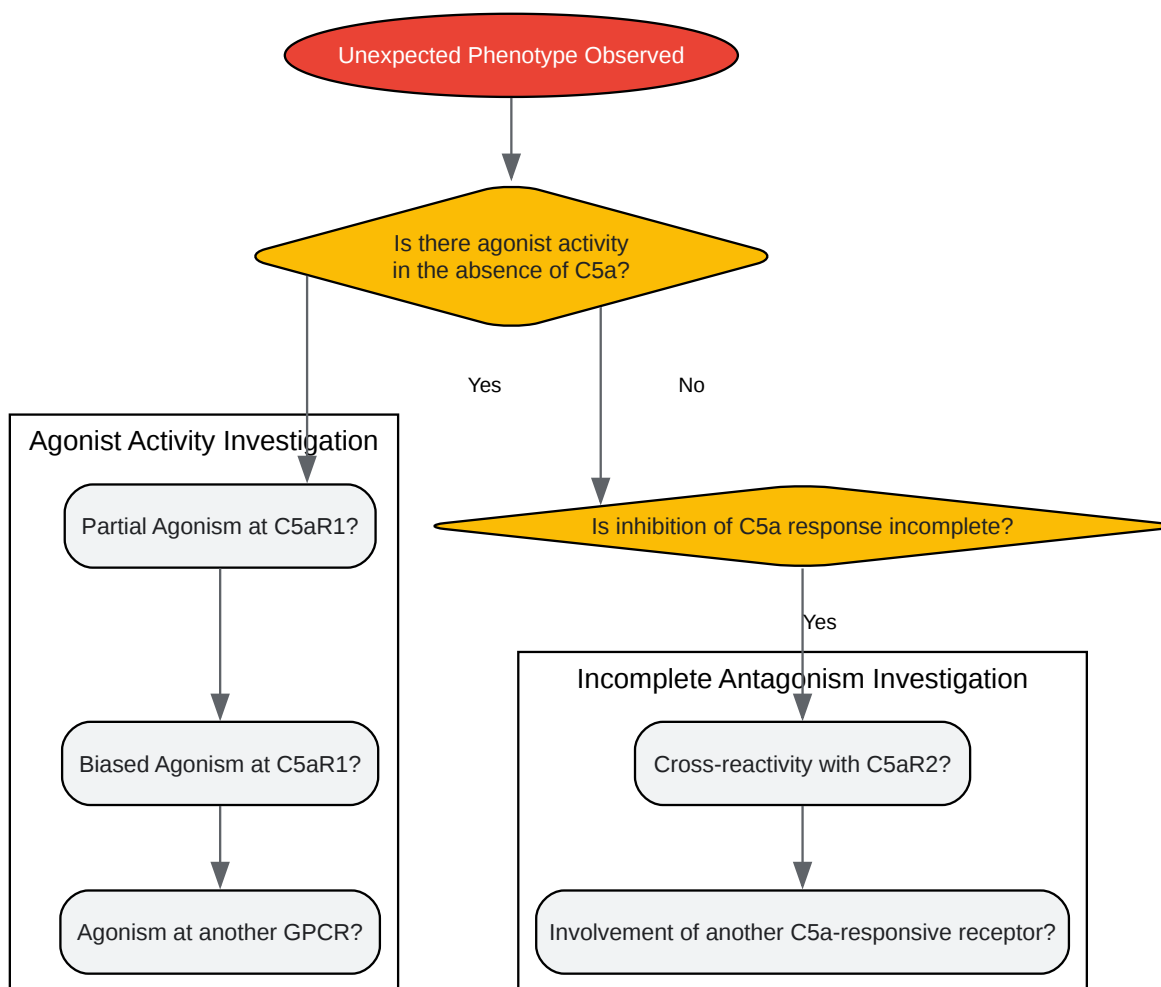 Unexpected Phenotype Observed
Is there agonist activity
in the absence of C5a?
Yes
No
Agonist Activity Investigation
Partial Agonism at C5aR1?
Is inhibition of C5a response incomplete?
Yes
Incomplete Antagonism Investigation
Biased Agonism at C5aR1?
Cross-reactivity with C5aR2?
Agonism at another GPCR?
Involvement of another C5a-responsive receptor?